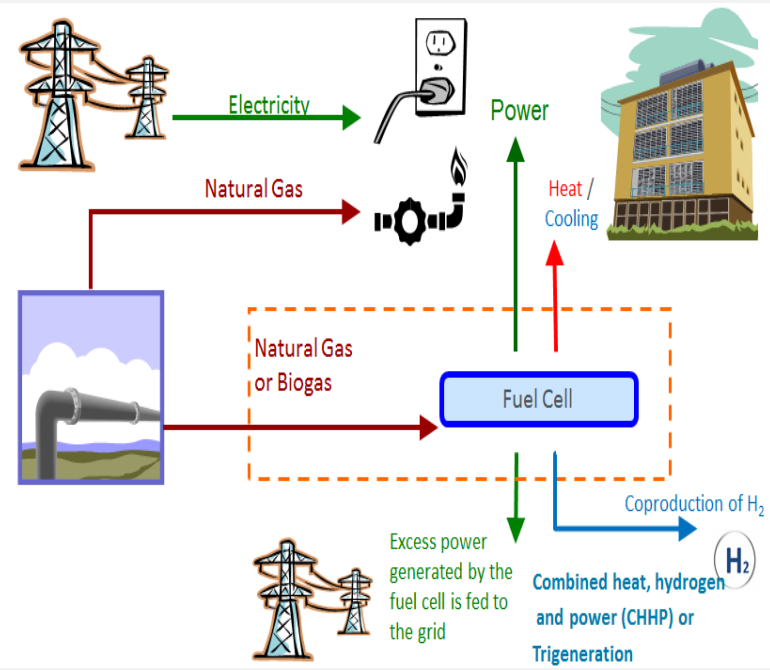 Electricity
Power
Natural Gas
Heat /
Cooling
Natural Gas
or Biogas
Fuel Cell
Coproduction of H₂
Excess power
generated by the
fuel cell is fed to
the grid
H₂
Combined heat, hydrogen
and power (CHHP) or
Trigeneration